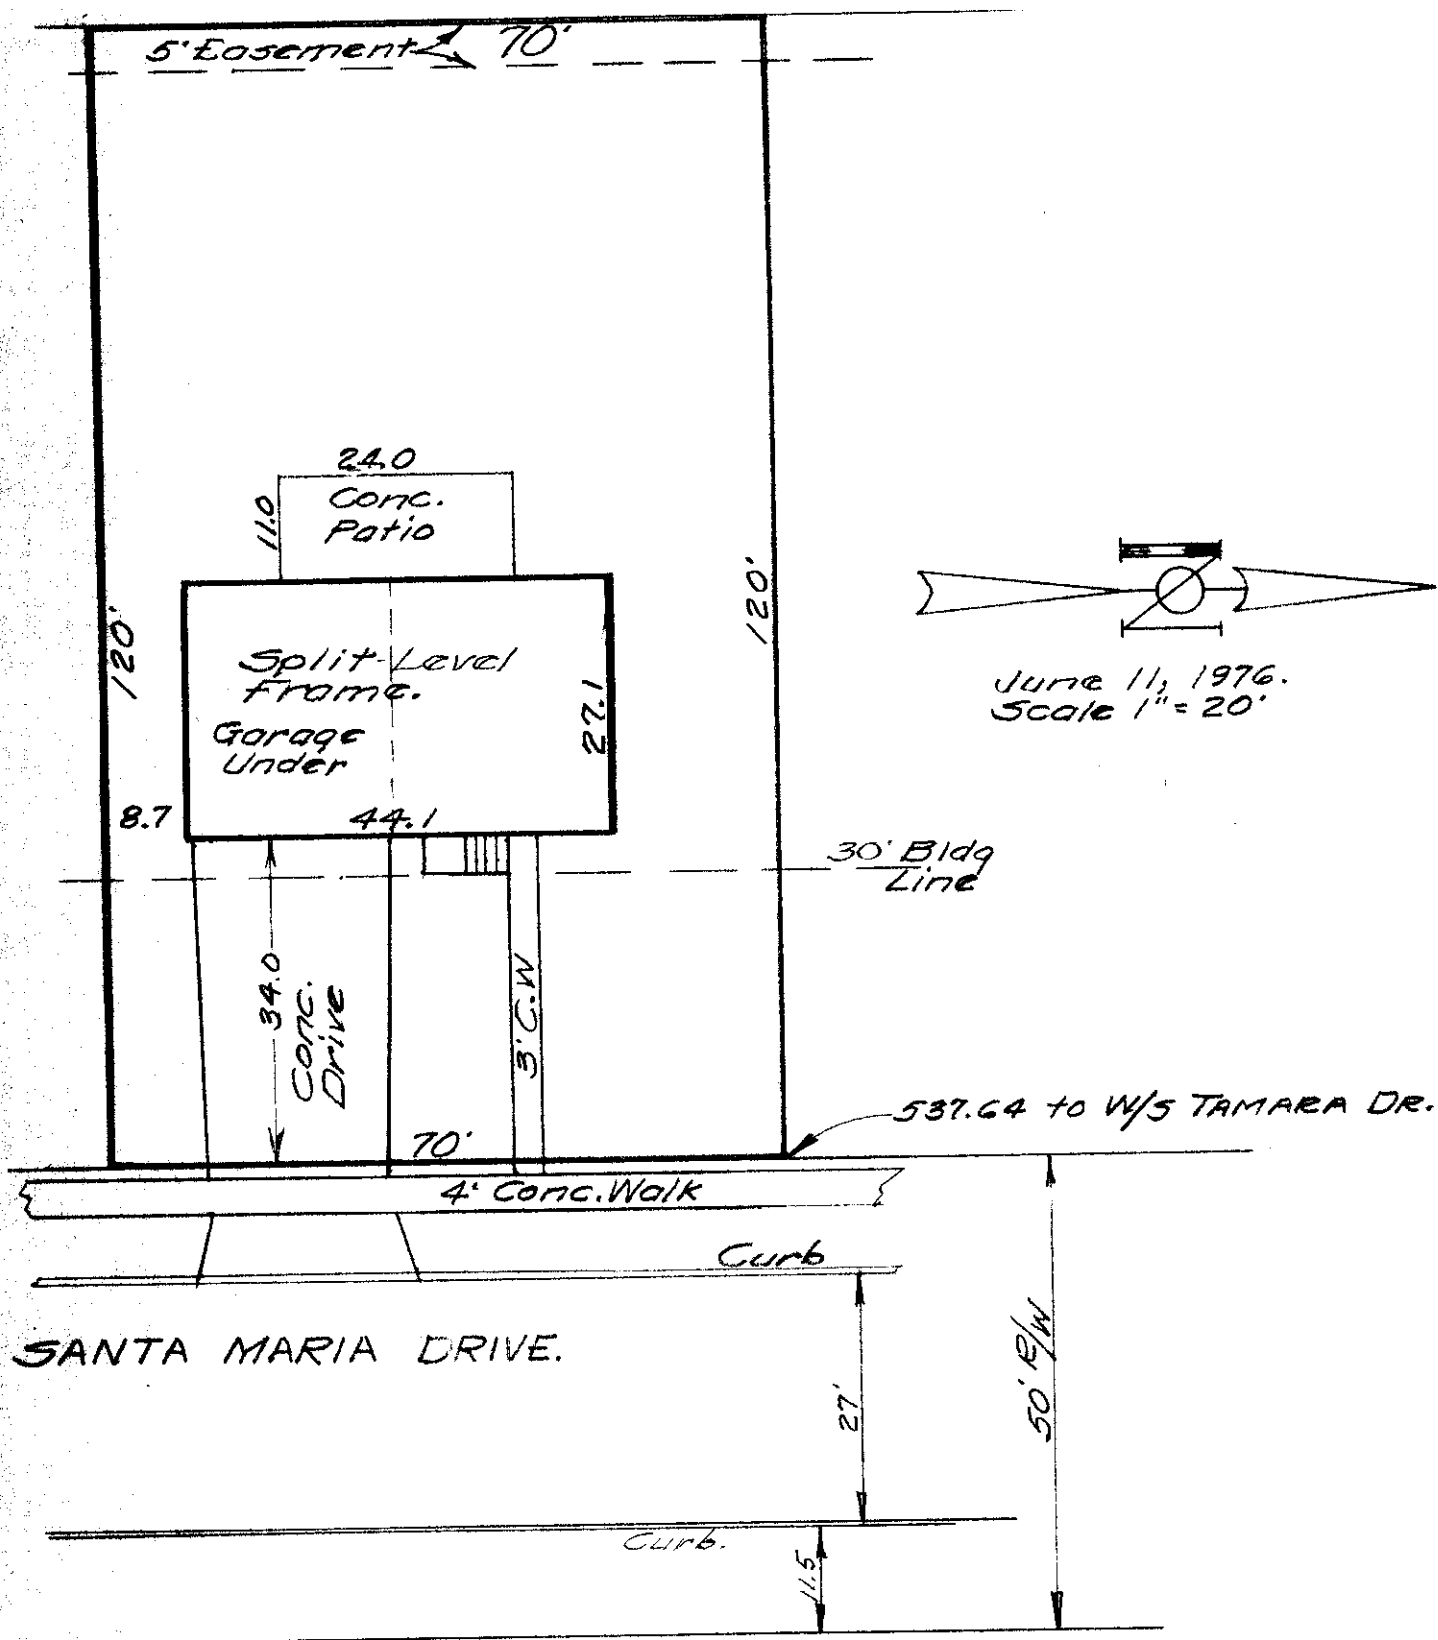 5' Easement 70'
24.0
11.0
Conc.
Patio
120'
120'
Split-Level
Frame.
Garage
Under
27.1
8.7
44.1
N
June 11, 1976.
Scale 1" = 20'
30' Bldg
Line
34.0
Conc.
Drive
3' C.W
537.64 to W/S TAMARA DR.
70'
4' Conc. Walk
Curb
SANTA MARIA DRIVE.
27'
50' R/W
Curb.
11.5